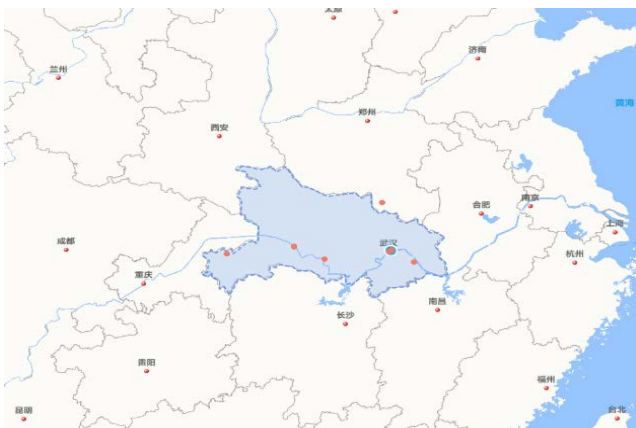 太原
济南
兰州
黄海
郑州
西安
合肥
南京
上海
成都
武汉
杭州
重庆
南昌
长沙
贵阳
福州
昆明
台北